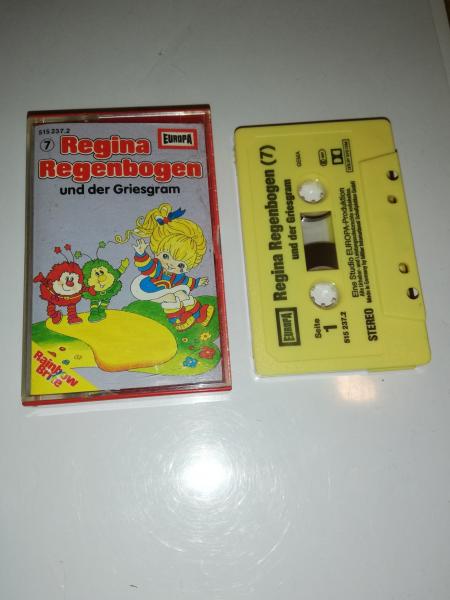 515 237.2
7
EUROPA
Regina
Regenbogen
und der Griesgram
Rainbow
Brite
Regina Regenbogen (7)
und der Griesgram
GEMA
EUROPA
Seite
1
515 237.2
STEREO
Eine Studio EUROPA-Produktion